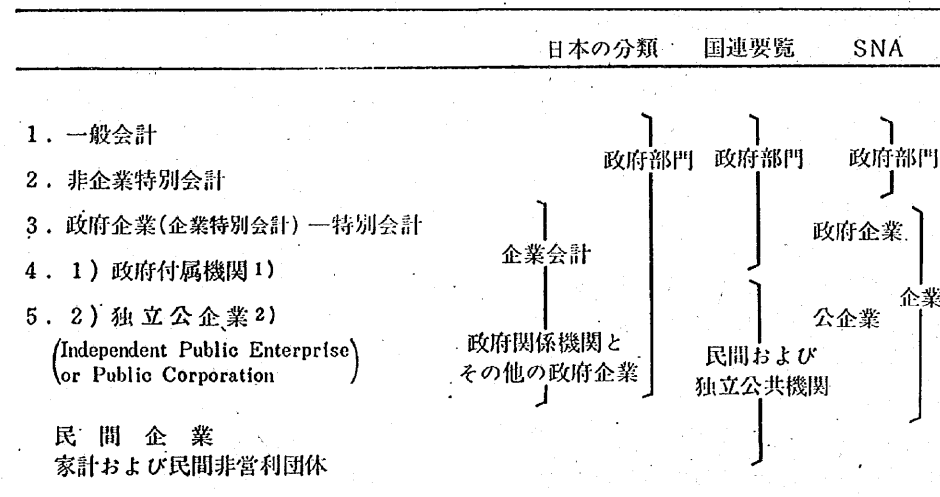 日本の分類 国連要覧 SNA
1. 一般会計
政府部門 政府部門 政府部門
2. 非企業特別会計
3. 政府企業(企業特別会計)―特別会計
政府企業
企業会計
4. 1) 政府付属機関1)
企業
5. 2) 独立公企業2)
公企業
(Independent Public Enterprise
or Public Corporation)
政府関係機関と
その他の政府企業
民間および
独立公共機関
民間企業
家計および民間非営利団休